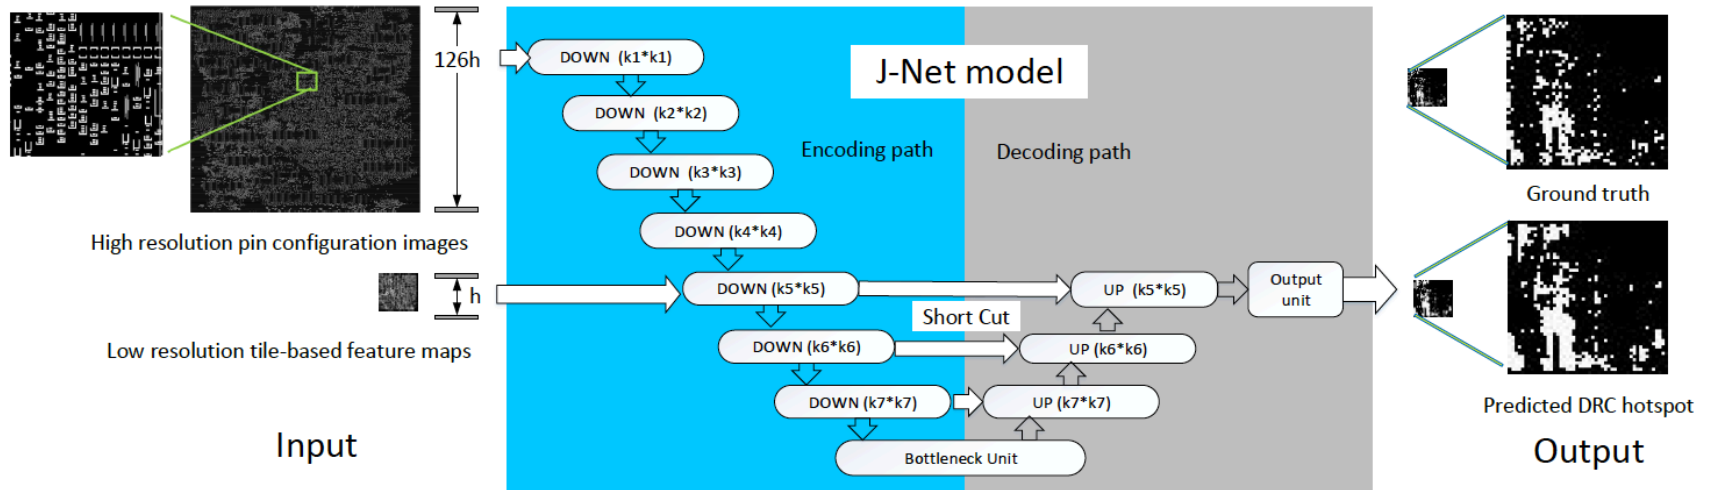 126h
High resolution pin configuration images
h
Low resolution tile-based feature maps
Input
J-Net model
Encoding path
Decoding path
DOWN (k1*k1)
DOWN (k2*k2)
DOWN (k3*k3)
DOWN (k4*k4)
DOWN (k5*k5)
DOWN (k6*k6)
DOWN (k7*k7)
Bottleneck Unit
Short Cut
UP (k5*k5)
UP (k6*k6)
UP (k7*k7)
Output
unit
Ground truth
Predicted DRC hotspot
Output